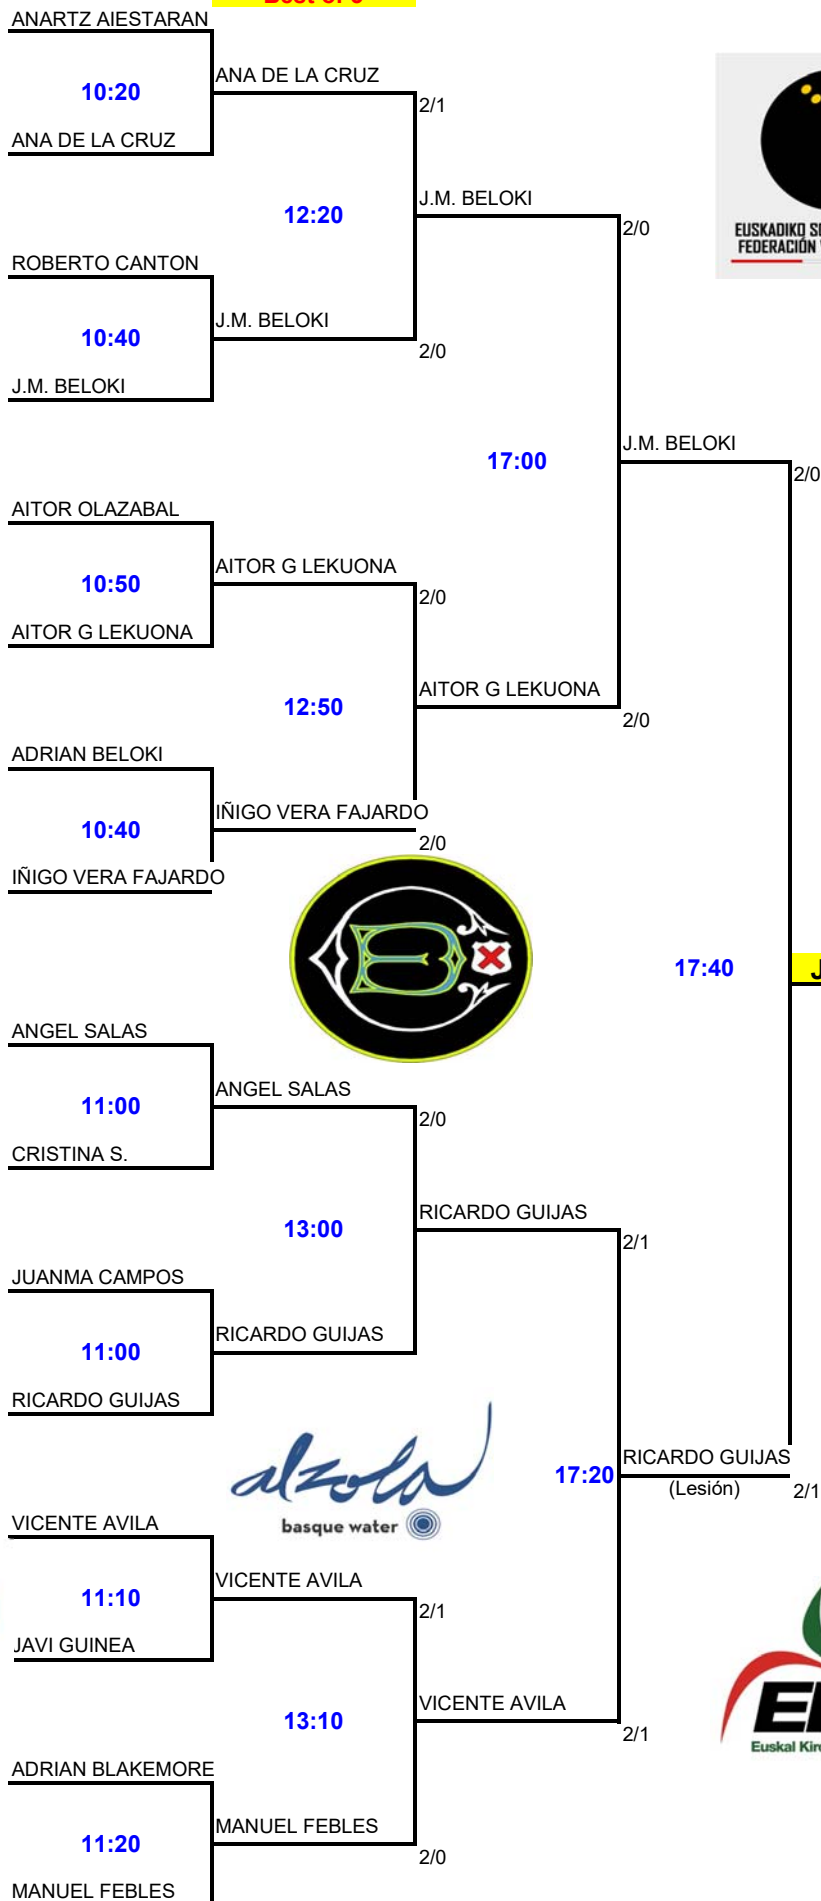 ANARTZ AIESTARAN
10:20
ANA DE LA CRUZ
2/1
ANA DE LA CRUZ
12:20
J.M. BELOKI
2/0
ROBERTO CANTON
10:40
J.M. BELOKI
2/0
J.M. BELOKI
17:00
J.M. BELOKI
2/0
AITOR OLAZABAL
10:50
AITOR G LEKUONA
2/0
AITOR G LEKUONA
12:50
AITOR G LEKUONA
2/0
ADRIAN BELOKI
10:40
IÑIGO VERA FAJARDO
2/0
IÑIGO VERA FAJARDO
17:40
ANGEL SALAS
11:00
ANGEL SALAS
2/0
CRISTINA S.
13:00
RICARDO GUIJAS
2/1
JUANMA CAMPOS
11:00
RICARDO GUIJAS
RICARDO GUIJAS
17:20
RICARDO GUIJAS
(Lesión)
2/1
alzola
basque water
VICENTE AVILA
11:10
VICENTE AVILA
2/1
JAVI GUINEA
13:10
VICENTE AVILA
2/1
ADRIAN BLAKEMORE
11:20
MANUEL FEBLES
2/0
MANUEL FEBLES
EUSKADIKO
FEDERACIÓN
Euskal